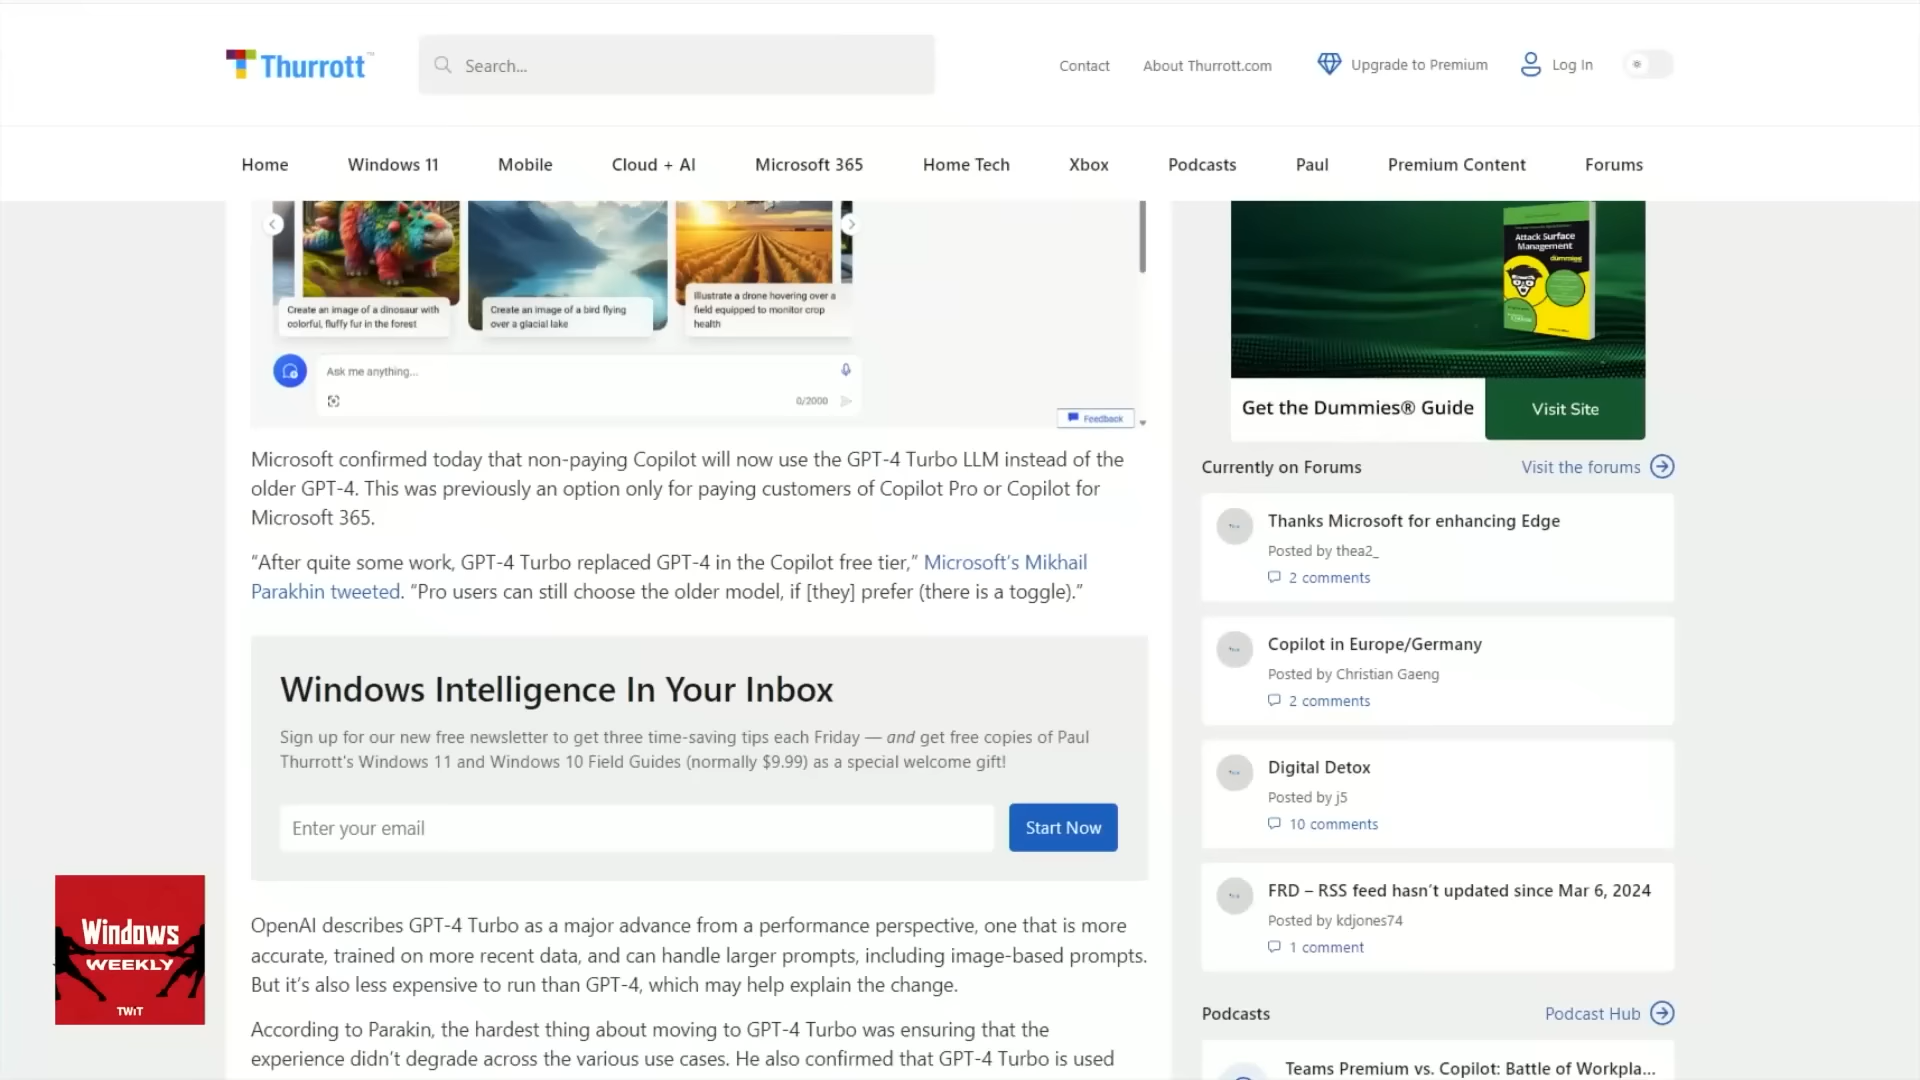 Thurrott
Search...
Contact
About Thurrott.com
Upgrade to Premium
Log In
Home
Windows 11
Mobile
Cloud + AI
Microsoft 365
Home Tech
Xbox
Podcasts
Paul
Premium Content
Forums
Create an image of a dinosaur with
colorful, fluffy fur in the forest
Create an image of a bird flying
over a glacial lake
Illustrate a drone hovering over a
field equipped to monitor crop
health
Ask me anything...
0/2000
Feedback
Microsoft confirmed today that non-paying Copilot will now use the GPT-4 Turbo LLM instead of the
older GPT-4. This was previously an option only for paying customers of Copilot Pro or Copilot for
Microsoft 365.
“After quite some work, GPT-4 Turbo replaced GPT-4 in the Copilot free tier,” Microsoft’s Mikhail
Parakhin tweeted. “Pro users can still choose the older model, if [they] prefer (there is a toggle).”
Windows Intelligence In Your Inbox
Sign up for our new free newsletter to get three time-saving tips each Friday — and get free copies of Paul
Thurrott's Windows 11 and Windows 10 Field Guides (normally $9.99) as a special welcome gift!
Enter your email
Start Now
OpenAI describes GPT-4 Turbo as a major advance from a performance perspective, one that is more
accurate, trained on more recent data, and can handle larger prompts, including image-based prompts.
But it’s also less expensive to run than GPT-4, which may help explain the change.
According to Parakin, the hardest thing about moving to GPT-4 Turbo was ensuring that the
experience didn’t degrade across the various use cases. He also confirmed that GPT-4 Turbo is used
Attack Surface
Management
dummies
Get the Dummies® Guide
Visit Site
Currently on Forums
Visit the forums
Thanks Microsoft for enhancing Edge
Posted by thea2_
2 comments
Copilot in Europe/Germany
Posted by Christian Gaeng
2 comments
Digital Detox
Posted by j5
10 comments
FRD – RSS feed hasn’t updated since Mar 6, 2024
Posted by kdjones74
1 comment
Podcasts
Podcast Hub
Teams Premium vs. Copilot: Battle of Workpla...
Windows
WEEKLY
TWiT